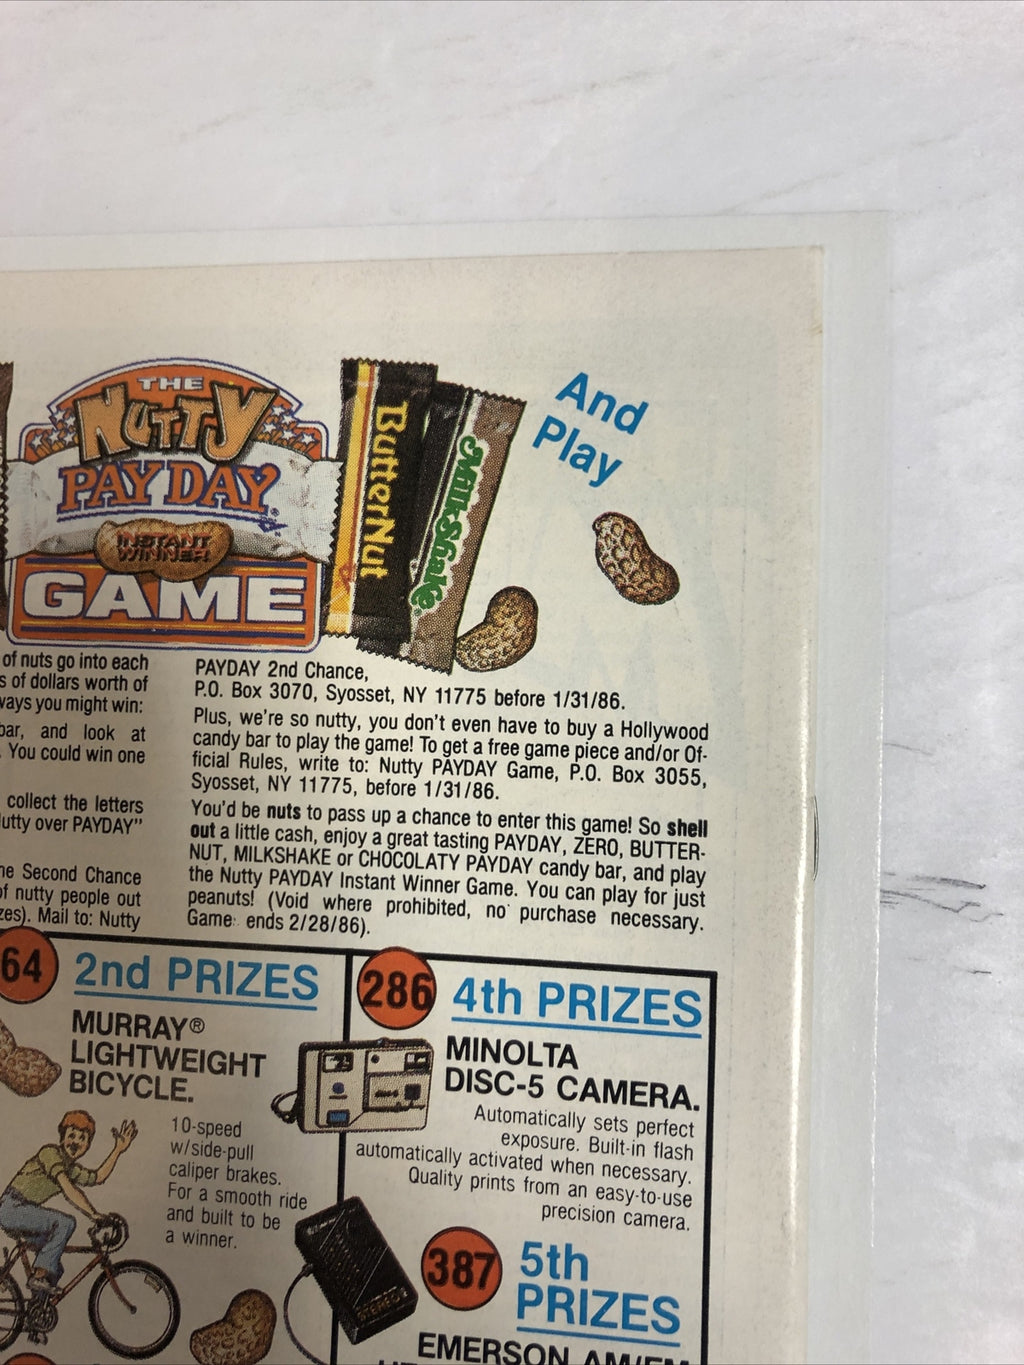 THE
NUTTY
PAYDAY®
INSTANT
WINNER
GAME
ButterNut
MilkShake®
And
Play
of nuts go into each
s of dollars worth of
ways you might win:
bar, and look at
. You could win one
collect the letters
utty over PAYDAY"
ne Second Chance
of nutty people out
zes). Mail to: Nutty
PAYDAY 2nd Chance,
P.O. Box 3070, Syosset, NY 11775 before 1/31/86.
Plus, we're so nutty, you don't even have to buy a Hollywood
candy bar to play the game! To get a free game piece and/or Of-
ficial Rules, write to: Nutty PAYDAY Game, P.O. Box 3055,
Syosset, NY 11775, before 1/31/86.
You'd be nuts to pass up a chance to enter this game! So shell
out a little cash, enjoy a great tasting PAYDAY, ZERO, BUTTER-
NUT, MILKSHAKE or CHOCOLATY PAYDAY candy bar, and play
the Nutty PAYDAY Instant Winner Game. You can play for just
peanuts! (Void where prohibited, no purchase necessary.
Game ends 2/28/86).
64
2nd PRIZES
MURRAY®
LIGHTWEIGHT
BICYCLE.
10-speed
w/side-pull
caliper brakes.
For a smooth ride
and built to be
a winner.
286
4th PRIZES
MINOLTA
DISC-5 CAMERA.
Automatically sets perfect
exposure. Built-in flash
automatically activated when necessary.
Quality prints from an easy-to-use
precision camera.
STEREO
387
5th
PRIZES
EMERSON AM/FM